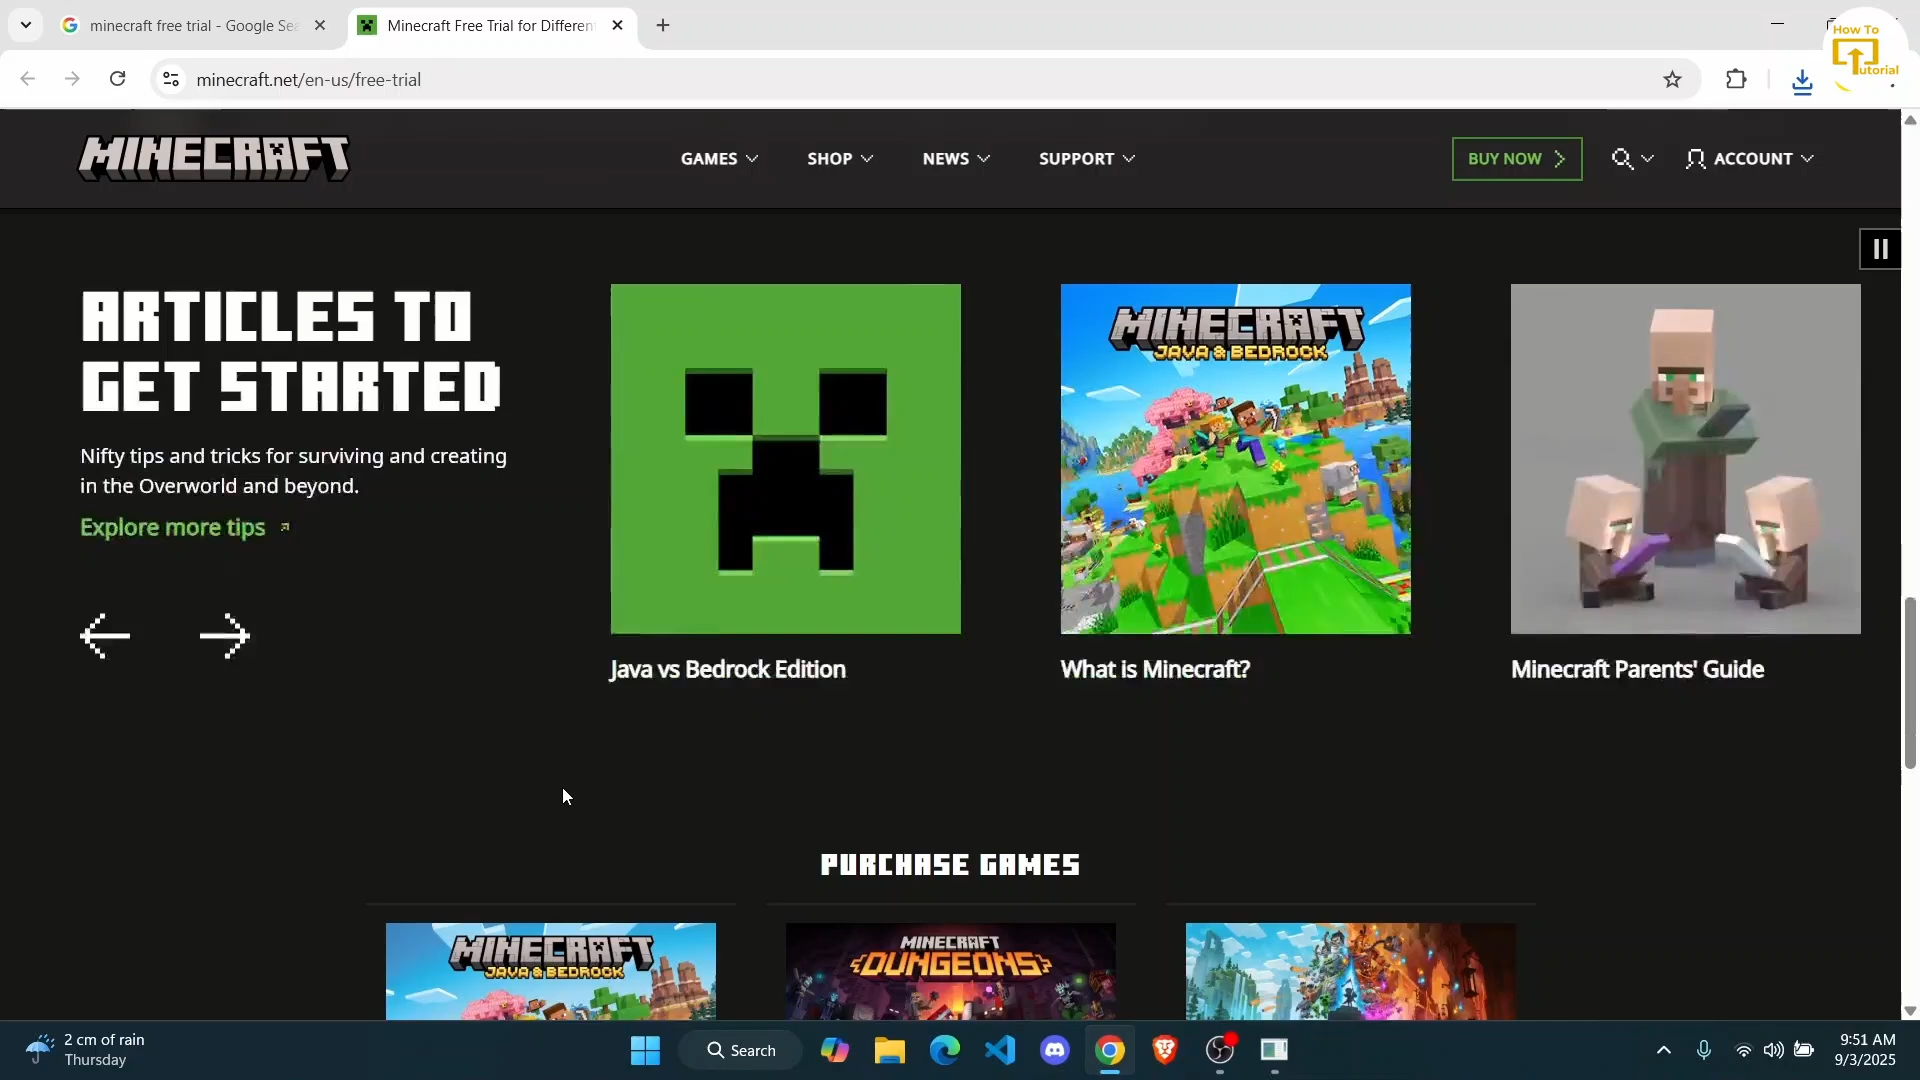 minecraft free trial - Google Sea
Minecraft Free Trial for Differen
How To
utorial
minecraft.net/en-us/free-trial
MINECRAFT
GAMES
SHOP
NEWS
SUPPORT
BUY NOW
ACCOUNT
ARTICLES TO
GET STARTED
Nifty tips and tricks for surviving and creating
in the Overworld and beyond.
Explore more tips
MINECRAFT
JAVA & BEDROCK
Java vs Bedrock Edition
What is Minecraft?
Minecraft Parents' Guide
PURCHASE GAMES
MINECRAFT
JAVA & BEDROCK
MINECRAFT
DUNGEONS
2 cm of rain
Thursday
Search
9:51 AM
9/3/2025